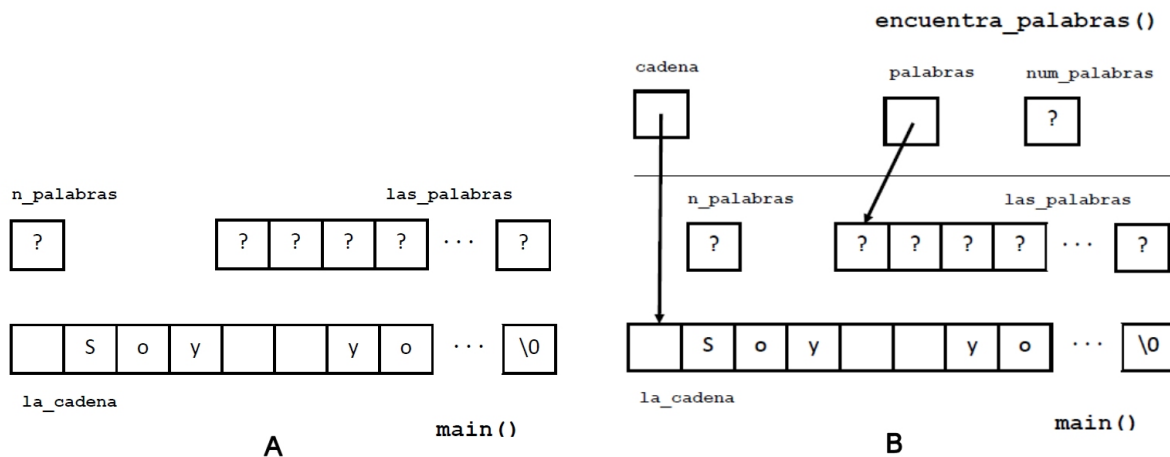 encuentra_palabras()
cadena palabras num_palabras
?
n_palabras las_palabras
? ? ? ? ? ··· ?
S o y y o ··· \0
la_cadena
main()
A
n_palabras las_palabras
? ? ? ? ? ··· ?
S o y y o ··· \0
la_cadena
main()
B